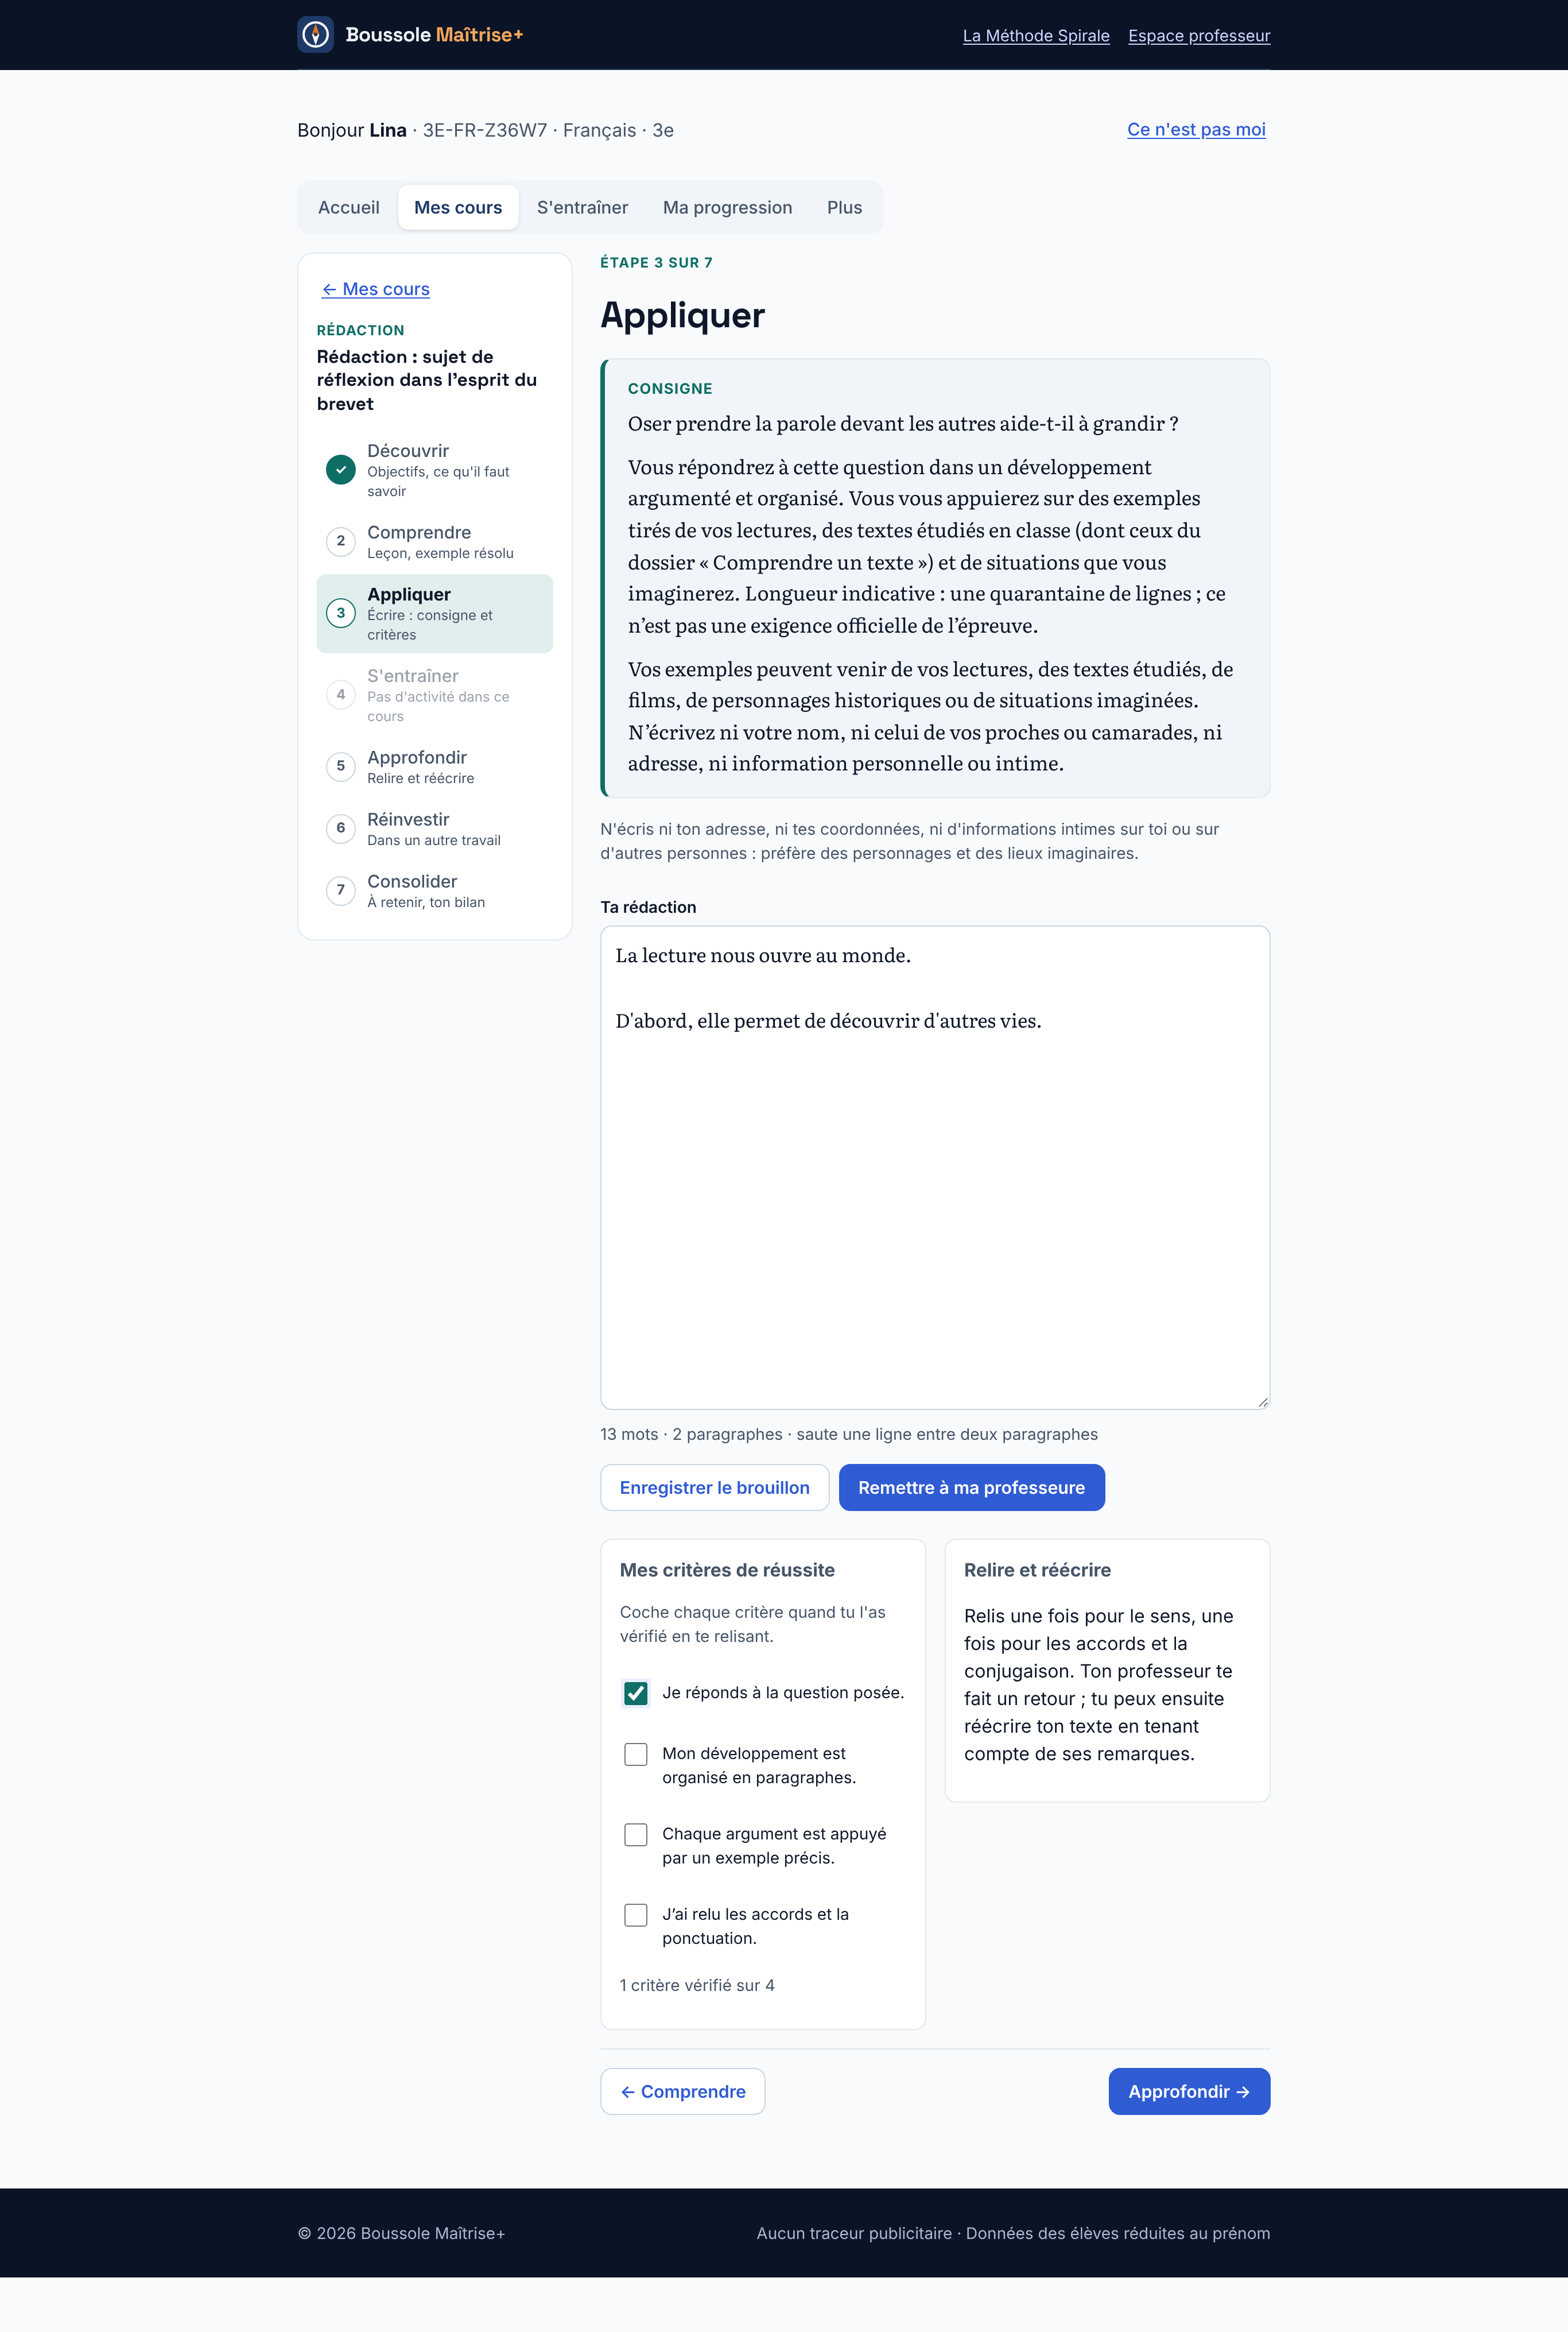 Boussole Maîtrise+
La Méthode Spirale
Espace professeur
Bonjour Lina · 3E-FR-Z36W7 · Français · 3e
Ce n'est pas moi
Accueil
Mes cours
S'entraîner
Ma progression
Plus
← Mes cours
RÉDACTION
Rédaction : sujet de
réflexion dans l’esprit du
brevet
Découvrir
Objectifs, ce qu'il faut
savoir
2
Comprendre
Leçon, exemple résolu
3
Appliquer
Écrire : consigne et
critères
4
S'entraîner
Pas d'activité dans ce
cours
5
Approfondir
Relire et réécrire
6
Réinvestir
Dans un autre travail
7
Consolider
À retenir, ton bilan
ÉTAPE 3 SUR 7
Appliquer
CONSIGNE
Oser prendre la parole devant les autres aide-t-il à grandir ?
Vous répondrez à cette question dans un développement
argumenté et organisé. Vous vous appuierez sur des exemples
tirés de vos lectures, des textes étudiés en classe (dont ceux du
dossier « Comprendre un texte ») et de situations que vous
imaginerez. Longueur indicative : une quarantaine de lignes ; ce
n’est pas une exigence officielle de l’épreuve.
Vos exemples peuvent venir de vos lectures, des textes étudiés, de
films, de personnages historiques ou de situations imaginées.
N’écrivez ni votre nom, ni celui de vos proches ou camarades, ni
adresse, ni information personnelle ou intime.
N'écris ni ton adresse, ni tes coordonnées, ni d'informations intimes sur toi ou sur
d'autres personnes : préfère des personnages et des lieux imaginaires.
Ta rédaction
La lecture nous ouvre au monde.
D'abord, elle permet de découvrir d'autres vies.
13 mots · 2 paragraphes · saute une ligne entre deux paragraphes
Enregistrer le brouillon
Remettre à ma professeure
Mes critères de réussite
Coche chaque critère quand tu l'as
vérifié en te relisant.
Je réponds à la question posée.
Mon développement est
organisé en paragraphes.
Chaque argument est appuyé
par un exemple précis.
J’ai relu les accords et la
ponctuation.
1 critère vérifié sur 4
Relire et réécrire
Relis une fois pour le sens, une
fois pour les accords et la
conjugaison. Ton professeur te
fait un retour ; tu peux ensuite
réécrire ton texte en tenant
compte de ses remarques.
← Comprendre
Approfondir →
© 2026 Boussole Maîtrise+
Aucun traceur publicitaire · Données des élèves réduites au prénom